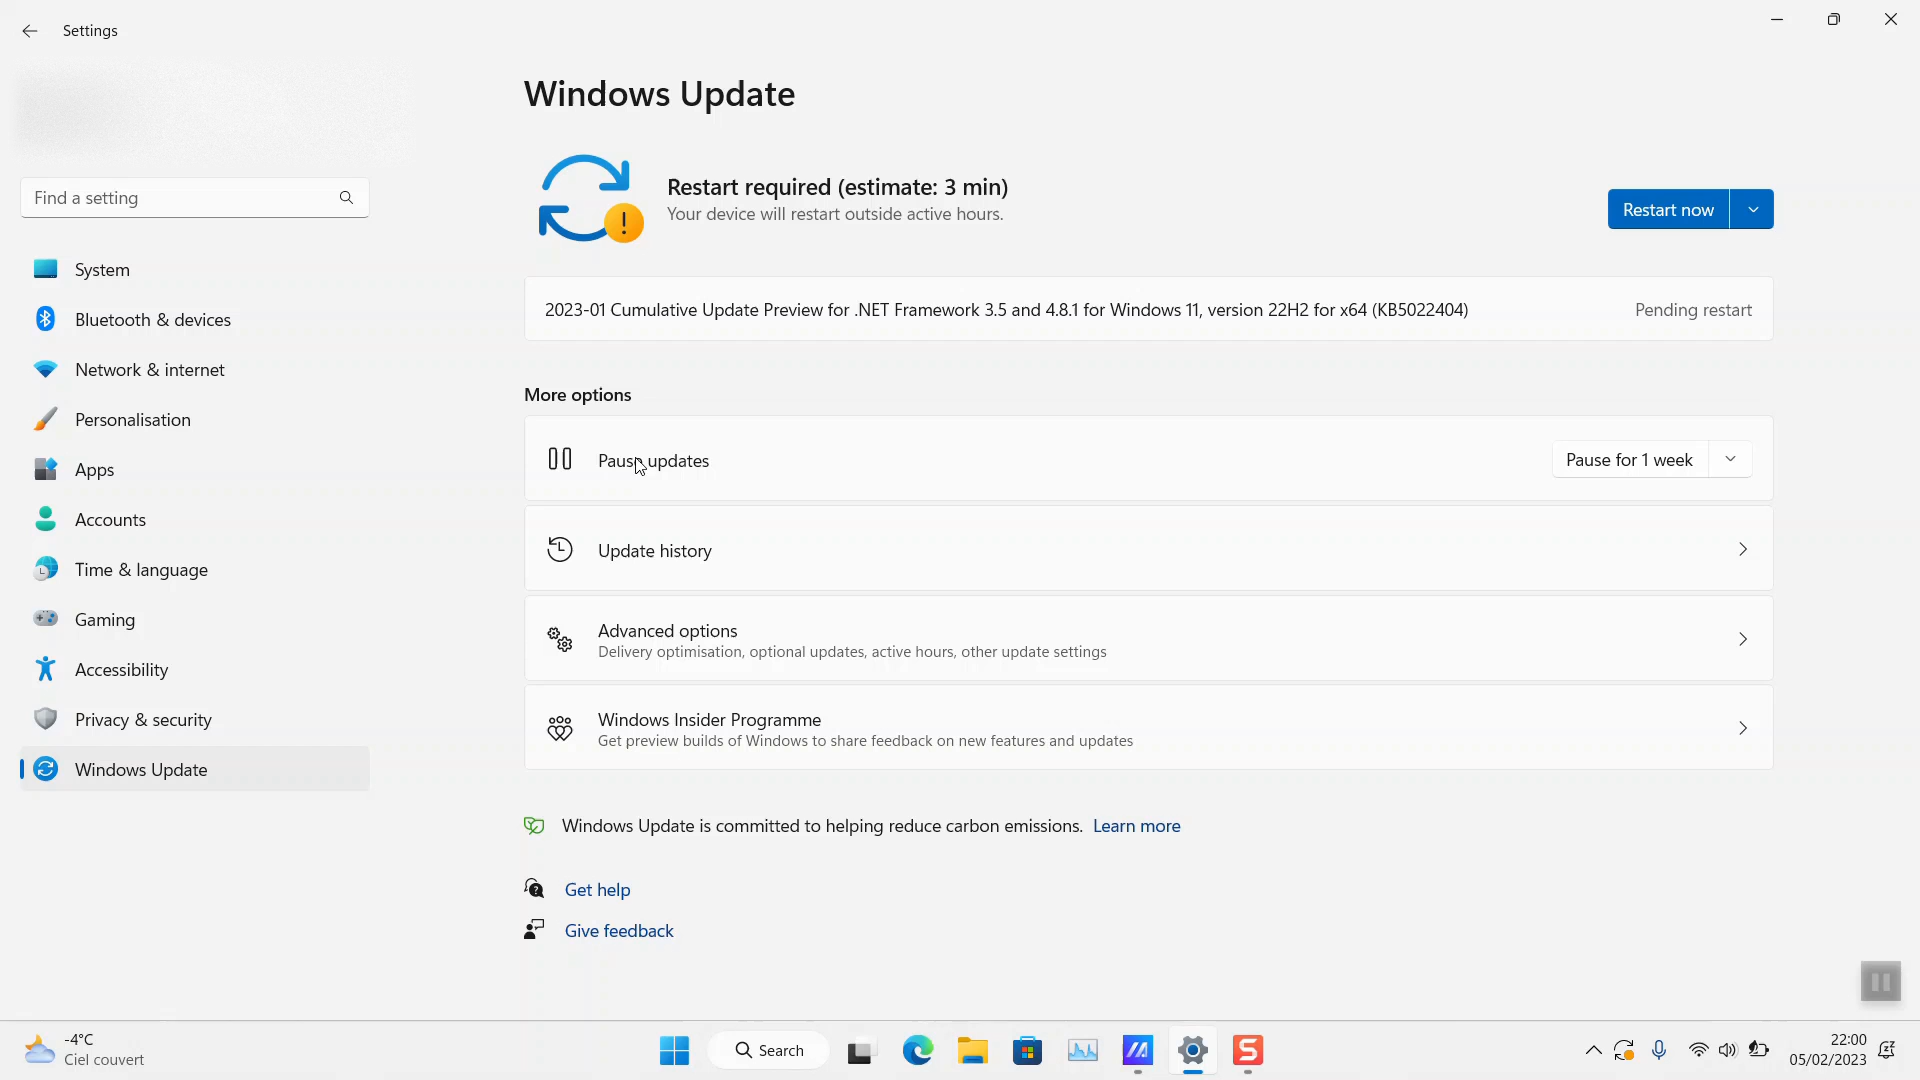 Settings
Windows Update
Restart required (estimate: 3 min)
Your device will restart outside active hours.
Restart now
Find a setting
System
Bluetooth & devices
Network & internet
Personalisation
Apps
Accounts
Time & language
Gaming
Accessibility
Privacy & security
Windows Update
2023-01 Cumulative Update Preview for .NET Framework 3.5 and 4.8.1 for Windows 11, version 22H2 for x64 (KB5022404)
Pending restart
More options
Pause updates
Pause for 1 week
Update history
Advanced options
Delivery optimisation, optional updates, active hours, other update settings
Windows Insider Programme
Get preview builds of Windows to share feedback on new features and updates
Windows Update is committed to helping reduce carbon emissions. Learn more
Get help
Give feedback
-4°C
Ciel couvert
Search
22:00
05/02/2023